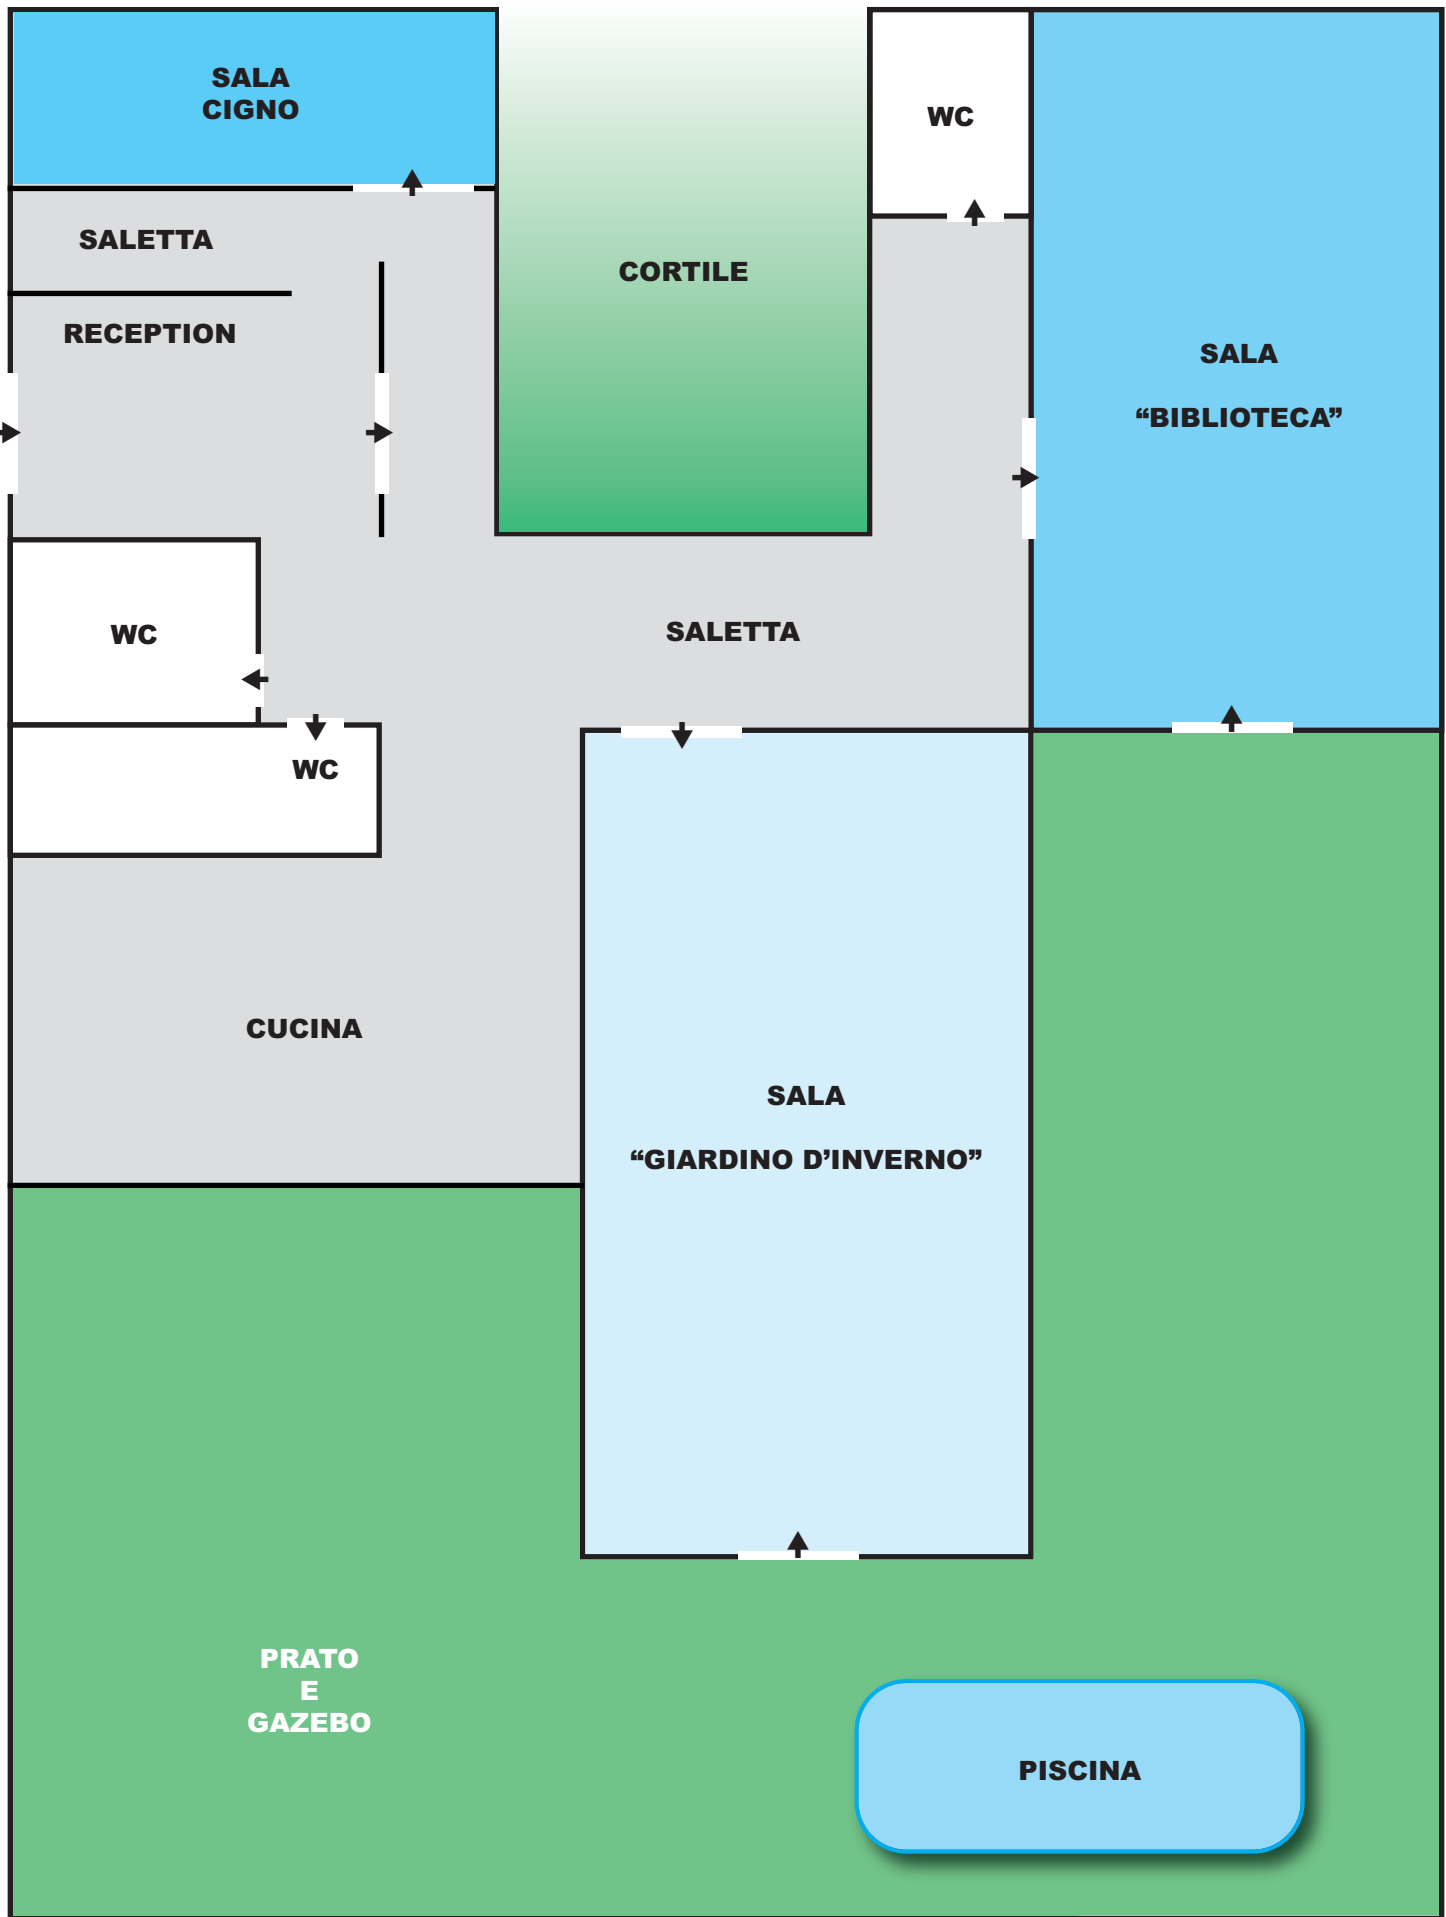 SALA
CIGNO
WC
SALETTA
CORTILE
RECEPTION
SALA
“BIBLIOTECA”
WC
SALETTA
WC
CUCINA
SALA
“GIARDINO D’INVERNO”
PRATO
E
GAZEBO
PISCINA